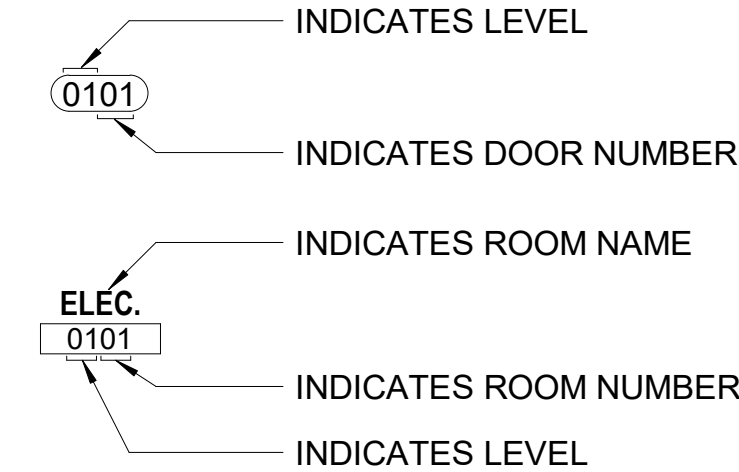 INDICATES LEVEL
0101
INDICATES DOOR NUMBER
INDICATES ROOM NAME
ELEC.
0101
INDICATES ROOM NUMBER
INDICATES LEVEL